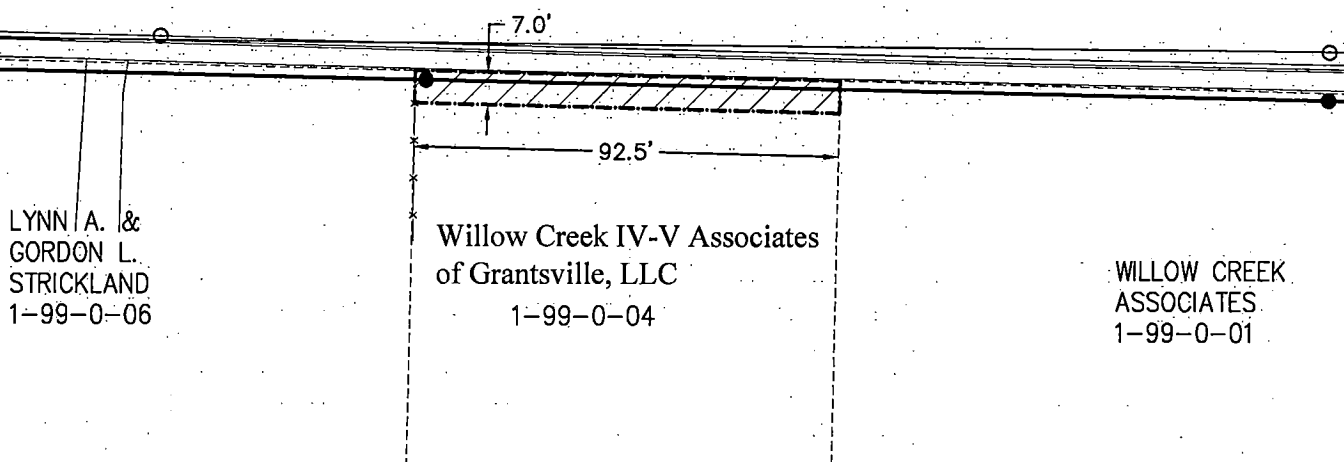 7.0'
92.5'
LYNN A. &
GORDON L.
STRICKLAND
1-99-0-06
Willow Creek IV-V Associates
of Grantsville, LLC
1-99-0-04
WILLOW CREEK
ASSOCIATES
1-99-0-01